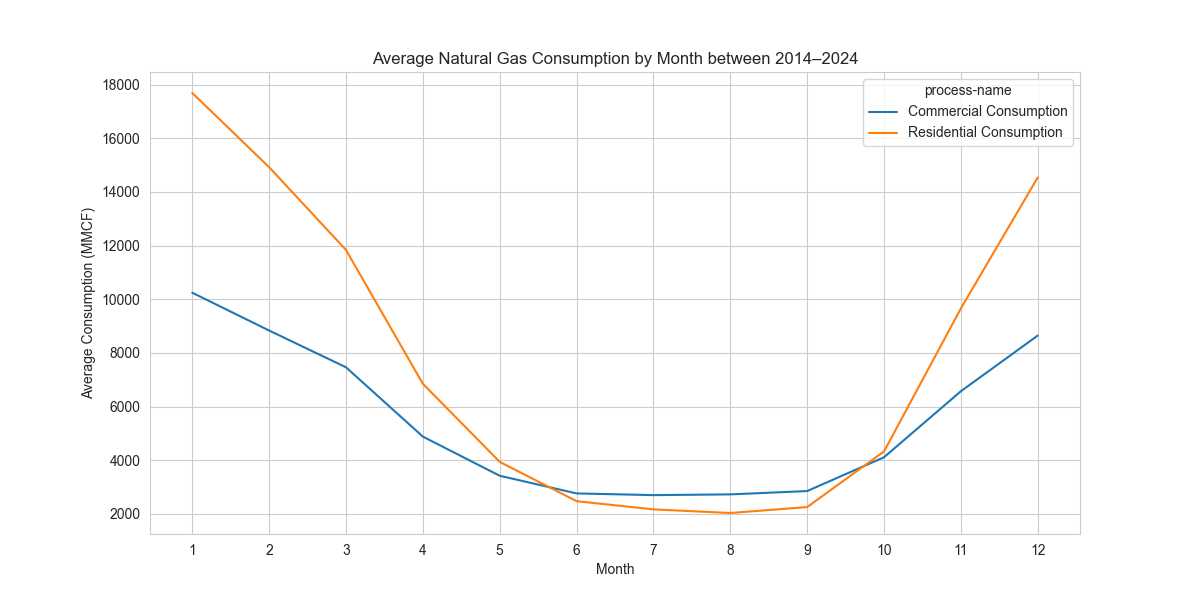 Average Natural Gas Consumption by Month between 2014–2024
process-name
Commercial Consumption
Residential Consumption
Average Consumption (MMCF)
18000
16000
14000
12000
10000
8000
6000
4000
2000
1 2 3 4 5 6 7 8 9 10 11 12
Month